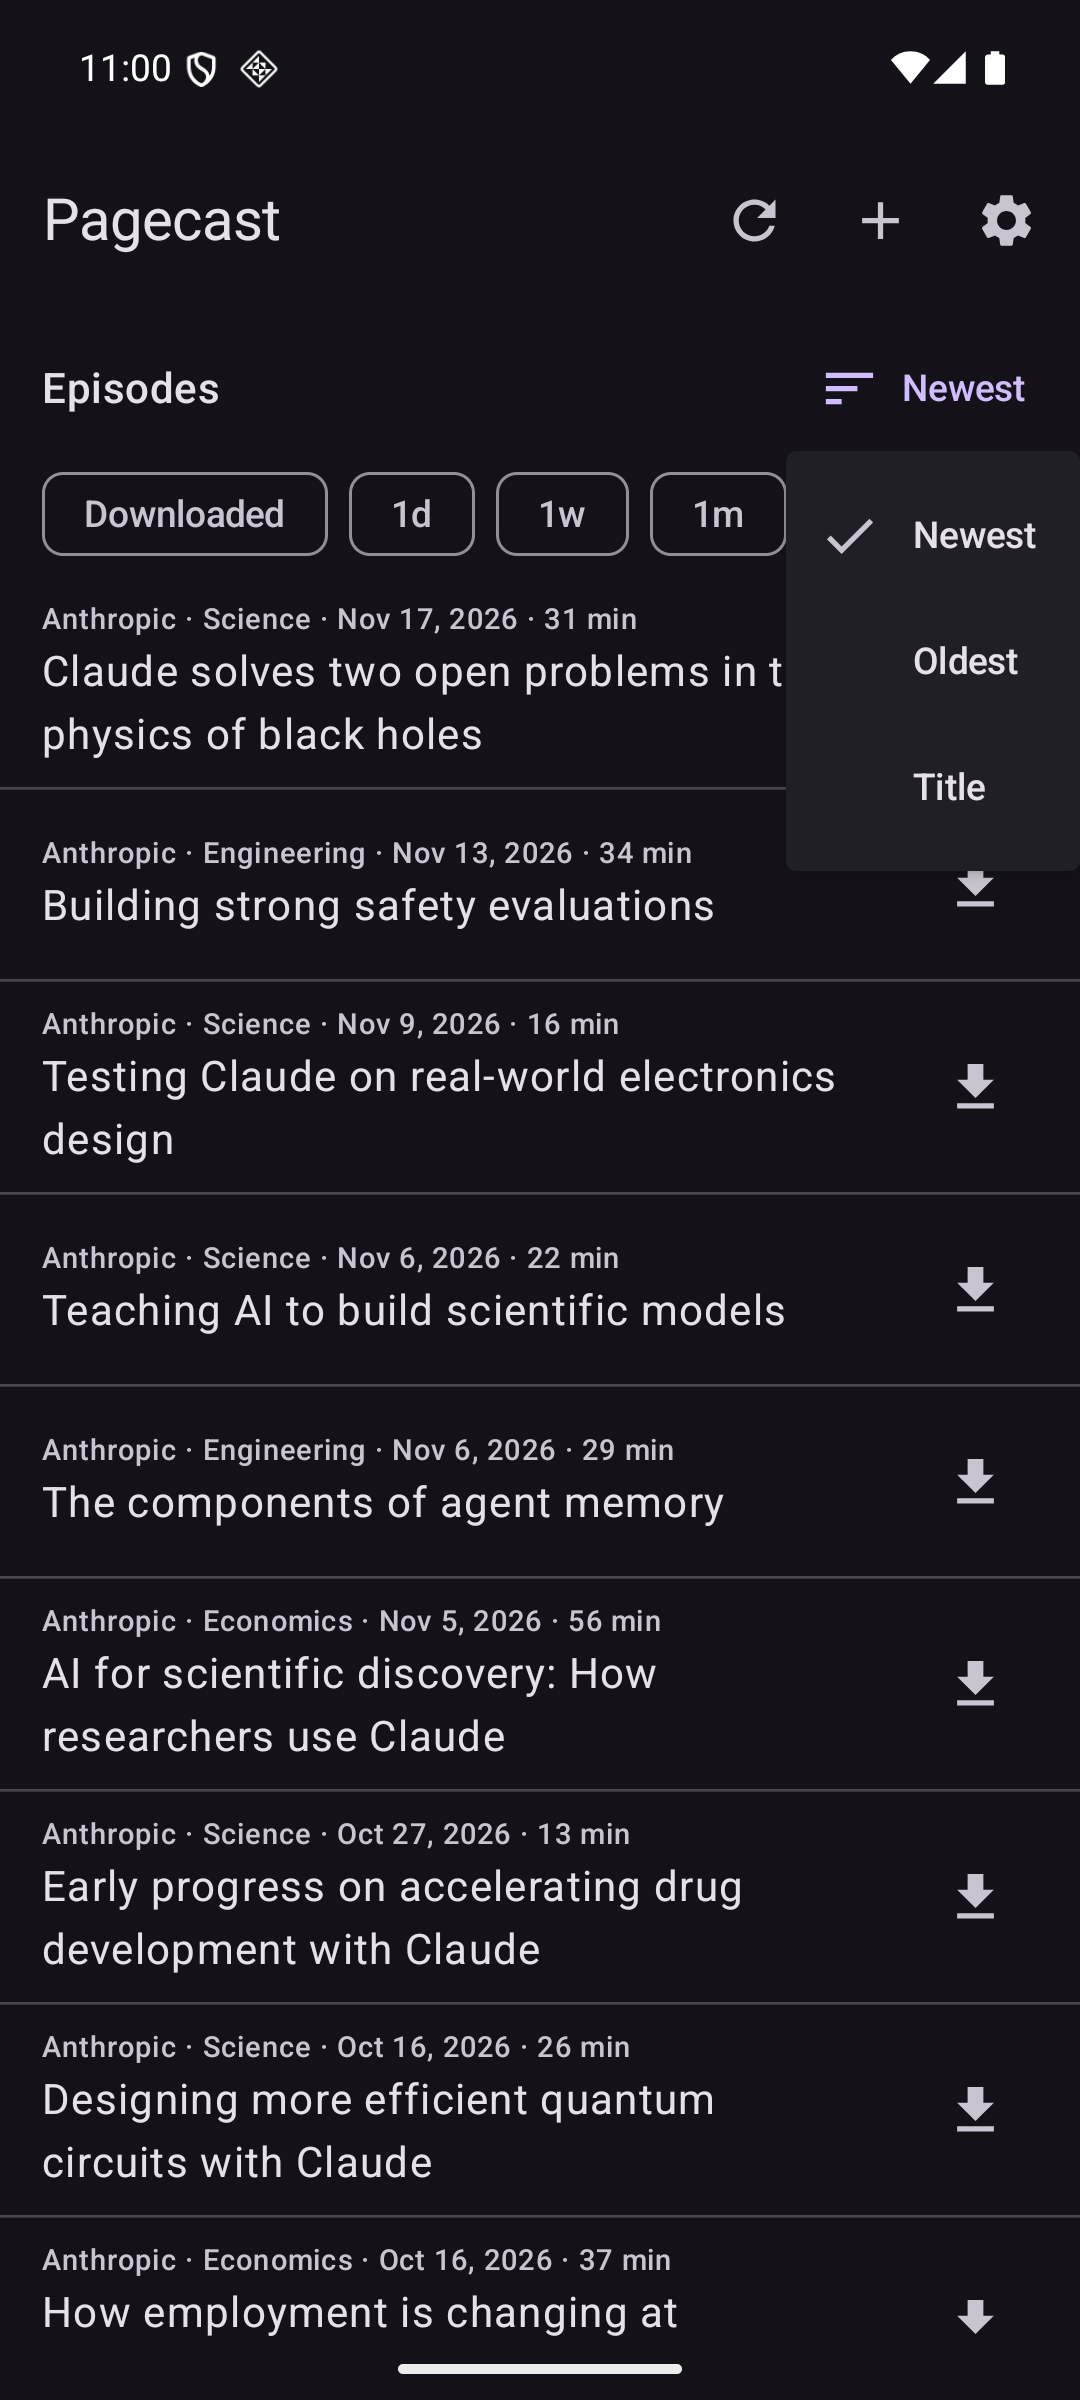 11:00
Pagecast
Episodes
Newest
Downloaded
1d
1w
1m
Newest
Oldest
Title
Anthropic · Science · Nov 17, 2026 · 31 min
Claude solves two open problems in t
physics of black holes
Anthropic · Engineering · Nov 13, 2026 · 34 min
Building strong safety evaluations
Anthropic · Science · Nov 9, 2026 · 16 min
Testing Claude on real-world electronics
design
Anthropic · Science · Nov 6, 2026 · 22 min
Teaching AI to build scientific models
Anthropic · Engineering · Nov 6, 2026 · 29 min
The components of agent memory
Anthropic · Economics · Nov 5, 2026 · 56 min
AI for scientific discovery: How
researchers use Claude
Anthropic · Science · Oct 27, 2026 · 13 min
Early progress on accelerating drug
development with Claude
Anthropic · Science · Oct 16, 2026 · 26 min
Designing more efficient quantum
circuits with Claude
Anthropic · Economics · Oct 16, 2026 · 37 min
How employment is changing at